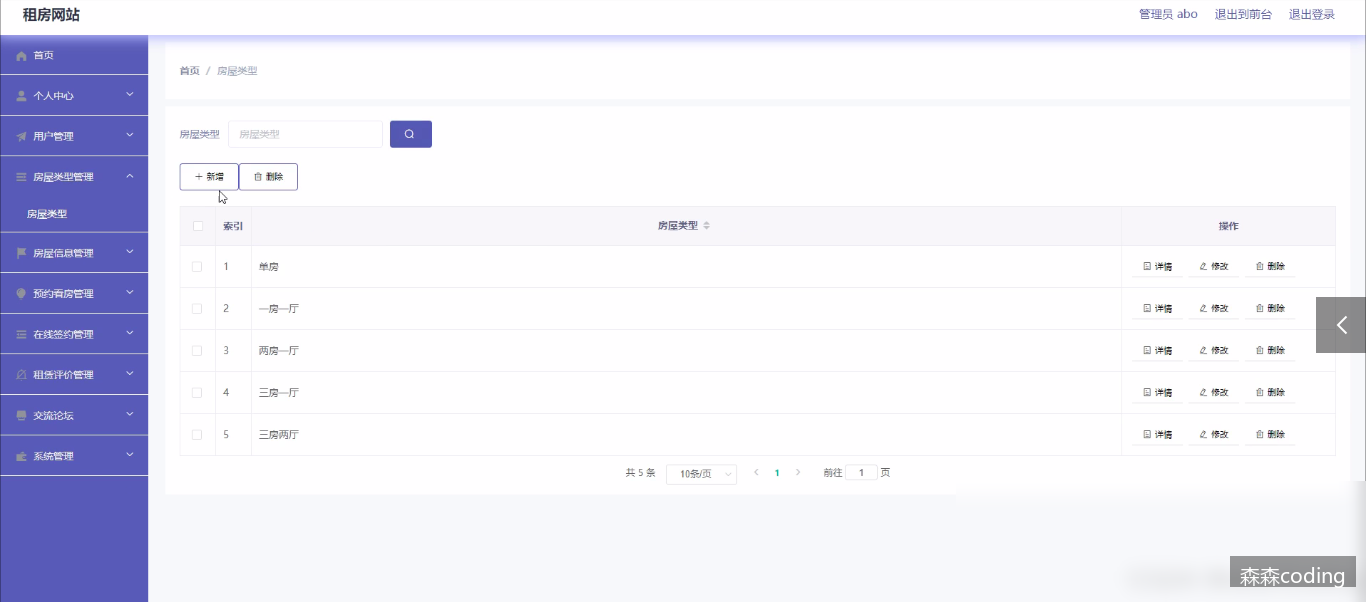 租房网站
管理员 abo 退出到前台 退出登录
首页
个人中心
用户管理
房屋类型管理
房屋类型
房屋信息管理
预约看房管理
在线签约管理
租赁评价管理
交流论坛
系统管理
首页 / 房屋类型
房屋类型 房屋类型
新增 删除
索引 房屋类型 操作
1 单房 详情 修改 删除
2 一房一厅 详情 修改 删除
3 两房一厅 详情 修改 删除
4 三房一厅 详情 修改 删除
5 三房两厅 详情 修改 删除
共 5 条 10条/页 1 前往 1 页
森森coding